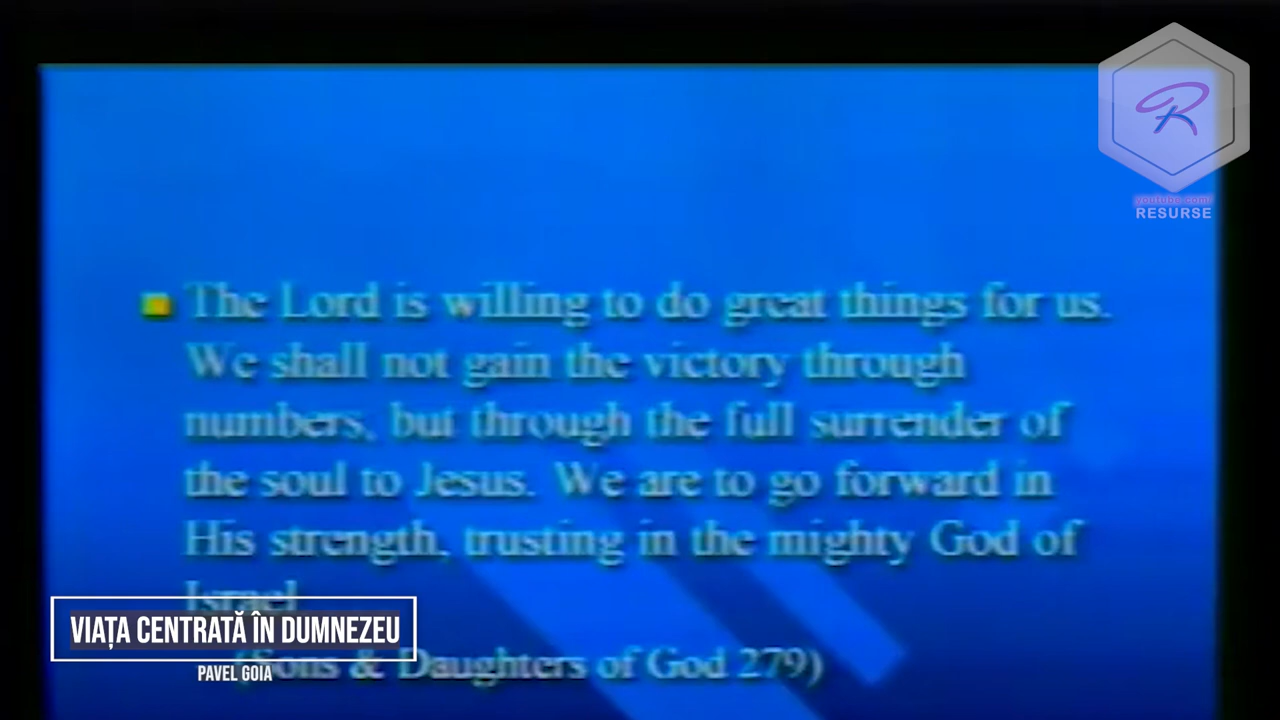 R
youtube.com/
RESURSE
The Lord is willing to do great things for us.
We shall not gain the victory through
numbers, but through the full surrender of
the soul to Jesus. We are to go forward in
His strength, trusting in the mighty God of
Israel
(Sons & Daughters of God 279)
VIAȚA CENTRATĂ ÎN DUMNEZEU
PAVEL GOIA